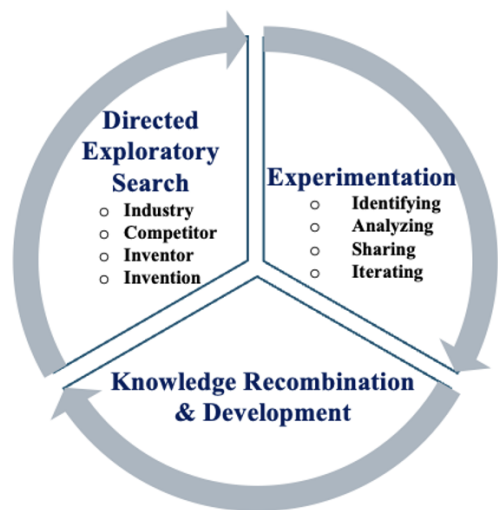 Directed
Exploratory
Search
○ Industry
○ Competitor
○ Inventor
○ Invention
Experimentation
○ Identifying
○ Analyzing
○ Sharing
○ Iterating
Knowledge Recombination
& Development